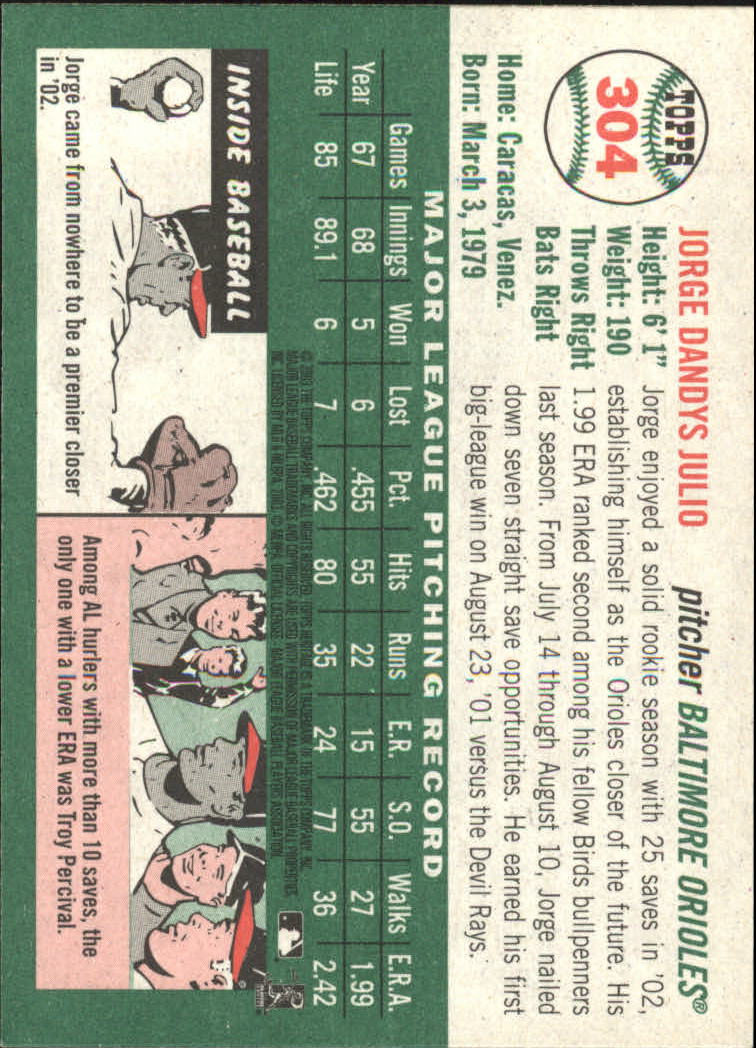 TOPPS
304
JORGE DANDYS JULIO pitcher BALTIMORE ORIOLES®
Height: 6' 1"
Weight: 190
Throws Right
Bats Right
Home: Caracas, Venez.
Born: March 3, 1979
Jorge enjoyed a solid rookie season with 25 saves in '02,
establishing himself as the Orioles closer of the future. His
1.99 ERA ranked second among his fellow Birds bullpenners
last season. From July 14 through August 10, Jorge nailed
down seven straight save opportunities. He earned his first
big-league win on August 23, '01 versus the Devil Rays.
MAJOR LEAGUE PITCHING RECORD
Games Innings Won Lost Pct. Hits Runs E.R. S.O. Walks E.R.A.
Year 67 68 5 6 .455 55 22 15 55 27 1.99
Life 85 89.1 6 7 .462 80 35 24 77 36 2.42
INSIDE BASEBALL
Jorge came from nowhere to be a premier closer
in '02.
Among AL hurlers with more than 10 saves, the
only one with a lower ERA was Troy Percival.